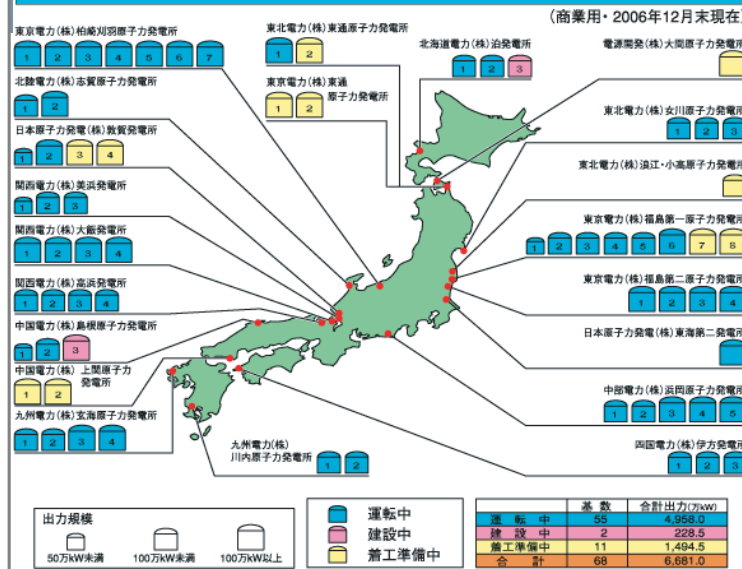 (商業用・2006年12月末現在)
東京電力(株)柏崎刈羽原子力発電所
1 2 3 4 5 6 7
北陸電力(株)志賀原子力発電所
1 2
日本原子力発電(株)敦賀発電所
1 2 3 4
関西電力(株)美浜発電所
1 2 3
関西電力(株)大飯発電所
1 2 3 4
関西電力(株)高浜発電所
1 2 3 4
中国電力(株)島根原子力発電所
1 2 3
中国電力(株) 上関原子力
発電所
1 2
九州電力(株)玄海原子力発電所
1 2 3 4
東北電力(株)東通原子力発電所
1 2
東京電力(株)東通
原子力発電所
1 2
北海道電力(株)泊発電所
1 2 3
電源開発(株)大間原子力発電所
東北電力(株)女川原子力発電所
1 2 3
東北電力(株)浪江・小高原子力発電所
東京電力(株)福島第一原子力発電所
1 2 3 4 5 6 7 8
東京電力(株)福島第二原子力発電所
1 2 3 4
日本原子力発電(株)東海第二発電所
中部電力(株)浜岡原子力発電所
1 2 3 4 5
四国電力(株)伊方発電所
1 2 3
九州電力(株)
川内原子力発電所
1 2
出力規模
50万kW未満 100万kW未満 100万kW以上
運転中
建設中
着工準備中
基数 合計出力(万kW)
運転中 55 4,958.0
建設中 2 228.5
着工準備中 11 1,494.5
合計 68 6,681.0